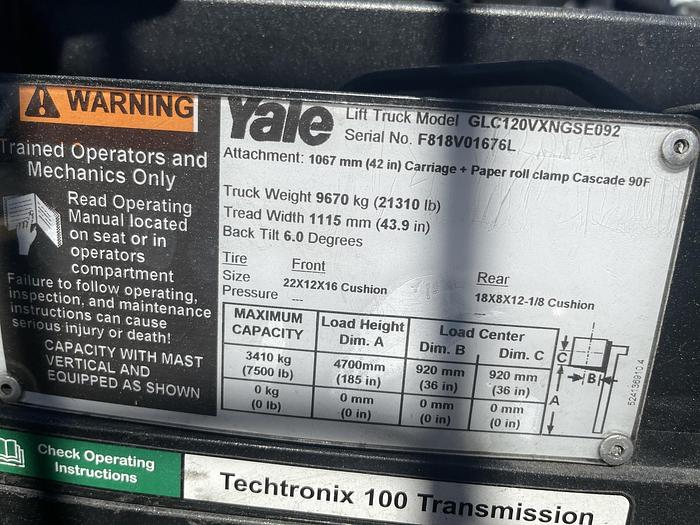 WARNING
Trained Operators and
Mechanics Only
Read Operating
Manual located
on seat or in
operators
compartment
Failure to follow operating,
inspection, and maintenance
instructions can cause
serious injury or death!
CAPACITY WITH MAST
VERTICAL AND
EQUIPPED AS SHOWN
Yale
Lift Truck Model GLC120VXNGSE092
Serial No. F818V01676L
Attachment: 1067 mm (42 in) Carriage + Paper roll clamp Cascade 90F
Truck Weight 9670 kg (21310 lb)
Tread Width 1115 mm (43.9 in)
Back Tilt 6.0 Degrees
Tire Front Rear
Size 22X12X16 Cushion 18X8X12-1/8 Cushion
Pressure --- ---
MAXIMUM CAPACITY Load Height Dim. A Load Center Dim. B Dim. C
3410 kg (7500 lb) 4700mm (185 in) 920 mm (36 in) 920 mm (36 in)
0 kg (0 lb) 0 mm (0 in) 0 mm (0 in) 0 mm (0 in)
C
B
A
524136910 4
Check Operating
Instructions
Techtronix 100 Transmission